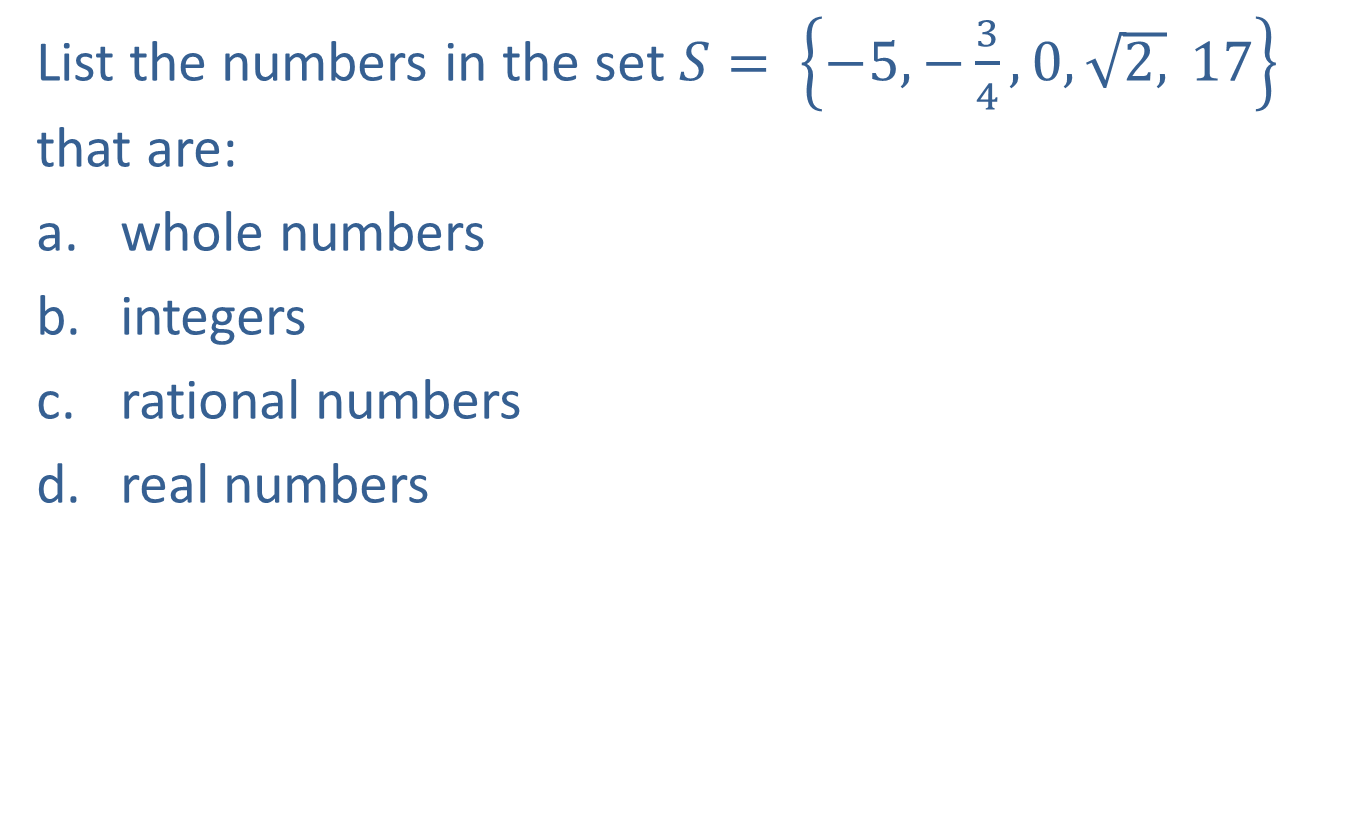 List the numbers in the set S = {−5, −3/4, 0, √2, 17}
that are:
a. whole numbers
b. integers
c. rational numbers
d. real numbers